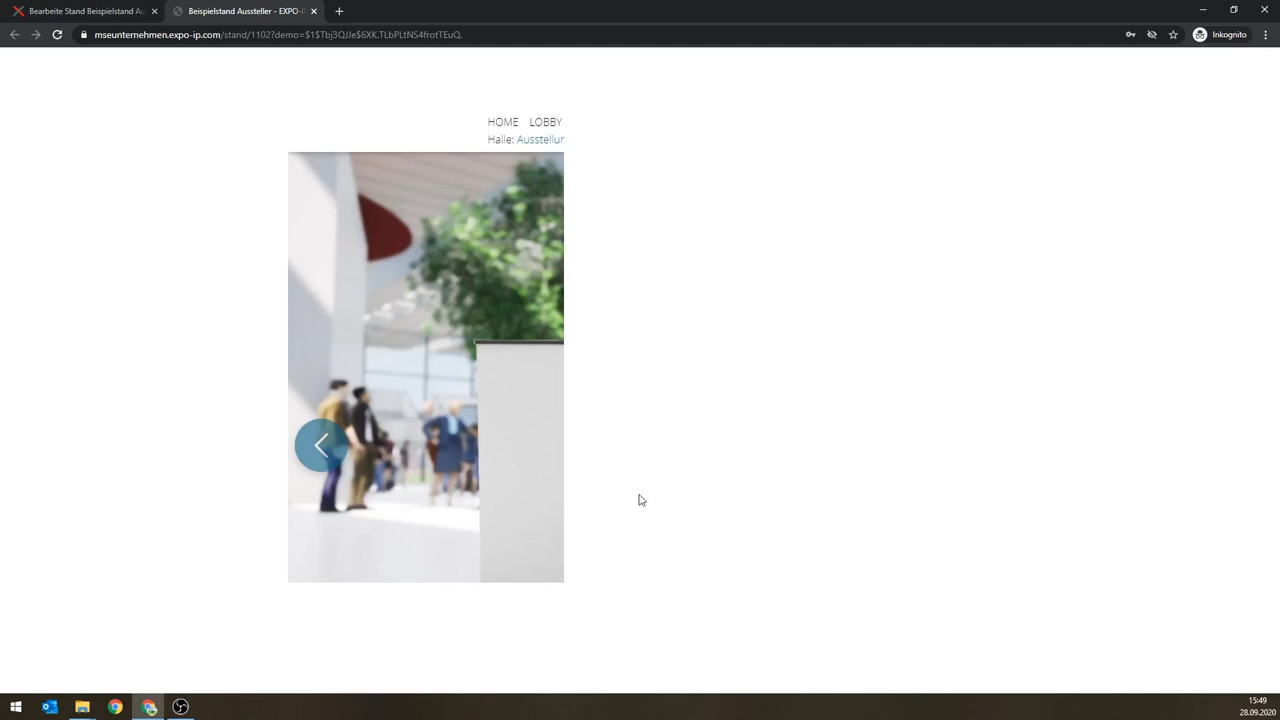 Bearbeite Stand Beispielstand Au
Beispielstand Aussteller - EXPO-I
mseunternehmen.expo-ip.com/stand/1102?demo=$1$Tbj3QJJe$6XK.TLbPLtNS4frotTEuQ.
Inkognito
HOME LOBBY
Halle: Ausstellun
15:49
28.09.2020